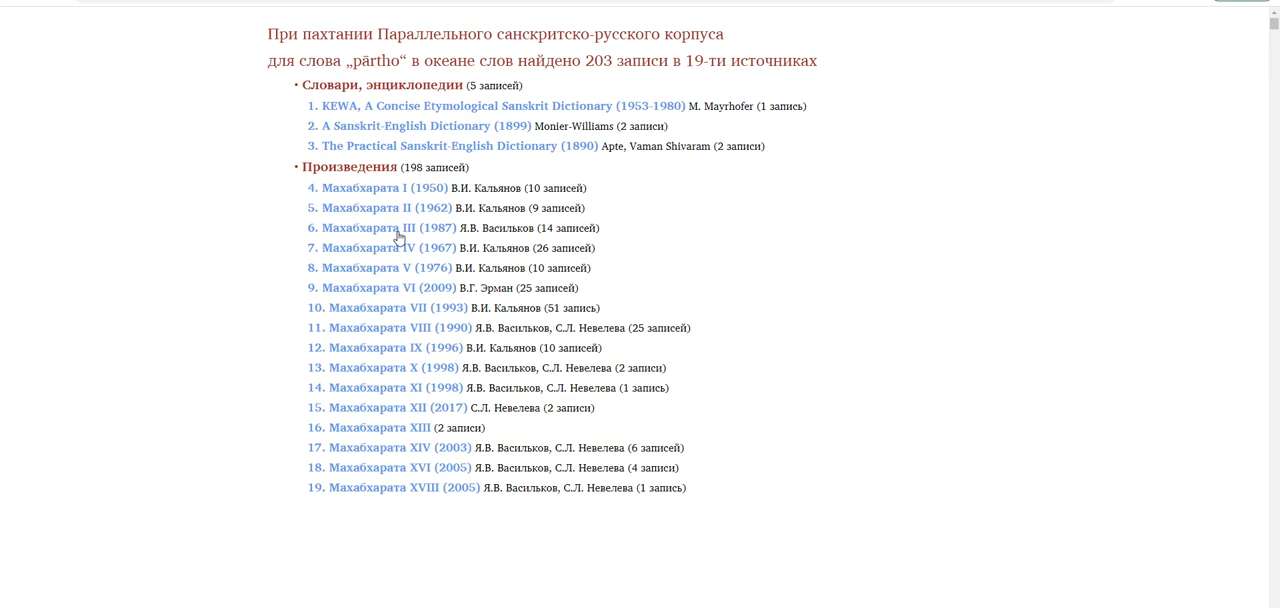 При пахтании Параллельного санскритско-русского корпуса
для слова „pārtho“ в океане слов найдено 203 записи в 19-ти источниках
• Словари, энциклопедии (5 записей)
1. KEWA, A Concise Etymological Sanskrit Dictionary (1953-1980) M. Mayrhofer (1 запись)
2. A Sanskrit-English Dictionary (1899) Monier-Williams (2 записи)
3. The Practical Sanskrit-English Dictionary (1890) Apte, Vaman Shivaram (2 записи)
• Произведения (198 записей)
4. Махабхарата I (1950) В.И. Кальянов (10 записей)
5. Махабхарата II (1962) В.И. Кальянов (9 записей)
6. Махабхарата III (1987) Я.В. Васильков (14 записей)
7. Махабхарата IV (1967) В.И. Кальянов (26 записей)
8. Махабхарата V (1976) В.И. Кальянов (10 записей)
9. Махабхарата VI (2009) В.Г. Эрман (25 записей)
10. Махабхарата VII (1993) В.И. Кальянов (51 запись)
11. Махабхарата VIII (1990) Я.В. Васильков, С.Л. Невелева (25 записей)
12. Махабхарата IX (1996) В.И. Кальянов (10 записей)
13. Махабхарата X (1998) Я.В. Васильков, С.Л. Невелева (2 записи)
14. Махабхарата XI (1998) Я.В. Васильков, С.Л. Невелева (1 запись)
15. Махабхарата XII (2017) С.Л. Невелева (2 записи)
16. Махабхарата XIII (2 записи)
17. Махабхарата XIV (2003) Я.В. Васильков, С.Л. Невелева (6 записей)
18. Махабхарата XVI (2005) Я.В. Васильков, С.Л. Невелева (4 записи)
19. Махабхарата XVIII (2005) Я.В. Васильков, С.Л. Невелева (1 запись)